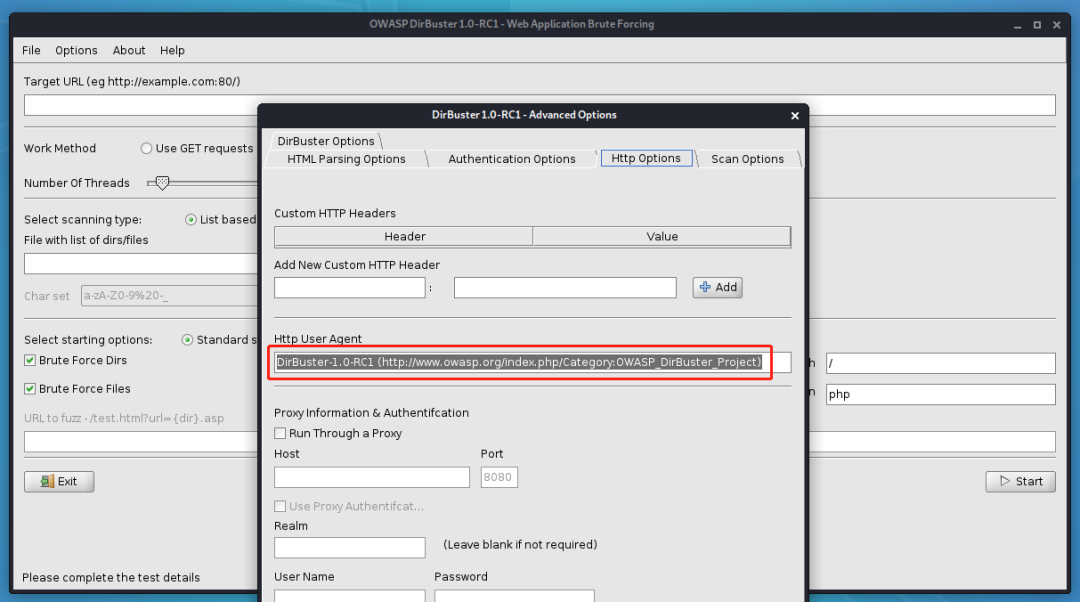 OWASP DirBuster 1.0-RC1 - Web Application Brute Forcing
File Options About Help
Target URL (eg http://example.com:80/)
DirBuster 1.0-RC1 - Advanced Options
DirBuster Options
HTML Parsing Options Authentication Options Http Options Scan Options
Work Method Use GET requests
Number Of Threads
Select scanning type: List based
File with list of dirs/files
Char set a-zA-Z0-9%20-_
Select starting options: Standard s
Brute Force Dirs
Brute Force Files
URL to fuzz - /test.html?url={dir}.asp
Exit
Please complete the test details
Custom HTTP Headers
Header Value
Add New Custom HTTP Header
: Add
Http User Agent
DirBuster-1.0-RC1 (http://www.owasp.org/index.php/Category:OWASP_DirBuster_Project)
Proxy Information & Authentifcation
Run Through a Proxy
Host Port
8080
Use Proxy Authentifcat...
Realm
(Leave blank if not required)
User Name Password
h /
n php
Start